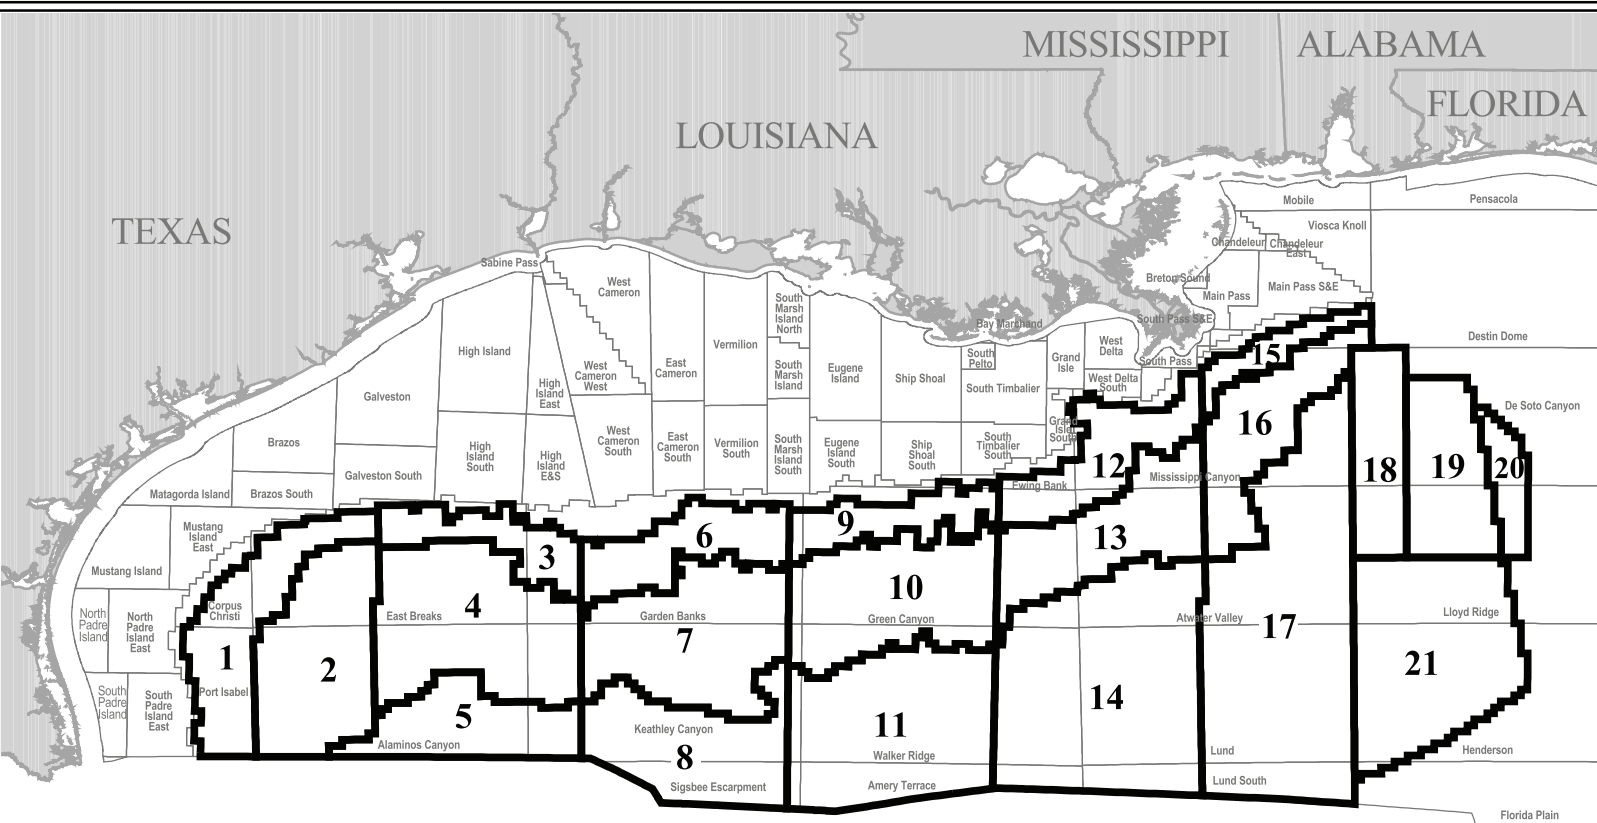 MISSISSIPPI
ALABAMA
FLORIDA
LOUISIANA
TEXAS
Mobile
Pensacola
Viosca Knoll
Chandeleur
Chandeleur
East
Sabine Pass
Breton Sound
West
Cameron
Main Pass
Main Pass S&E
South
Marsh
Island
North
Bay Marchand
South Pass S&E
Destin Dome
High Island
Vermilion
West
Delta
South
Pelto
Grand
Isle
South Pass
15
West
Cameron
West
East
Cameron
South
Marsh
Island
Eugene
Island
Ship Shoal
South Timbalier
West Delta
South
High
Island
East
Galveston
De Soto Canyon
Brazos
16
Grand
Isle
South
West
Cameron
South
East
Cameron
South
Vermilion
South
South
Marsh
Island
South
Eugene
Island
South
Ship
Shoal
South
South
Timbalier
South
High
Island
South
High
Island
E&S
Galveston South
12
Mississippi Canyon
18
19
20
Matagorda Island
Brazos South
Ewing Bank
Mustang
Island
East
9
6
13
3
Mustang Island
10
4
Corpus
Christi
North
Padre
Island
North
Padre
Island
East
East Breaks
Garden Banks
Green Canyon
Atwater Valley
Lloyd Ridge
17
7
1
2
21
South
Padre
Island
South
Padre
Island
East
Port Isabel
14
5
11
Keathley Canyon
Alaminos Canyon
8
Walker Ridge
Lund
Henderson
Sigsbee Escarpment
Amery Terrace
Lund South
Florida Plain